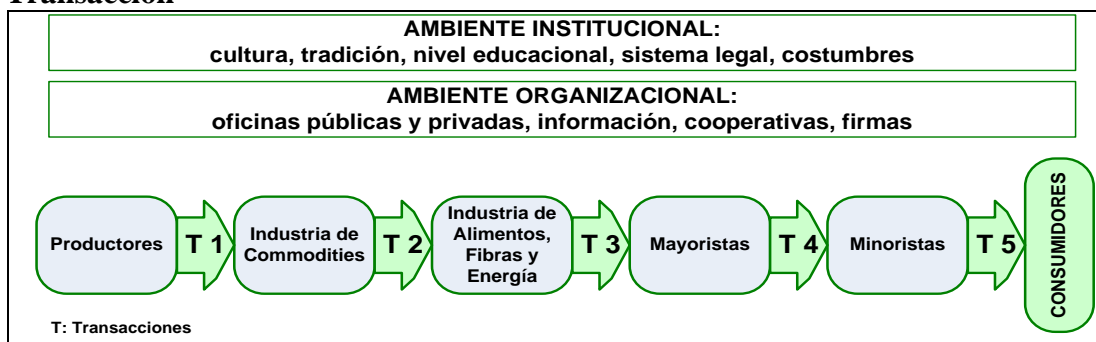 Transacción
AMBIENTE INSTITUCIONAL:
cultura, tradición, nivel educacional, sistema legal, costumbres
AMBIENTE ORGANIZACIONAL:
oficinas públicas y privadas, información, cooperativas, firmas
Productores
T 1
Industria de
Commodities
T 2
Industria de
Alimentos,
Fibras y
Energía
T 3
Mayoristas
T 4
Minoristas
T 5
CONSUMIDORES
T: Transacciones